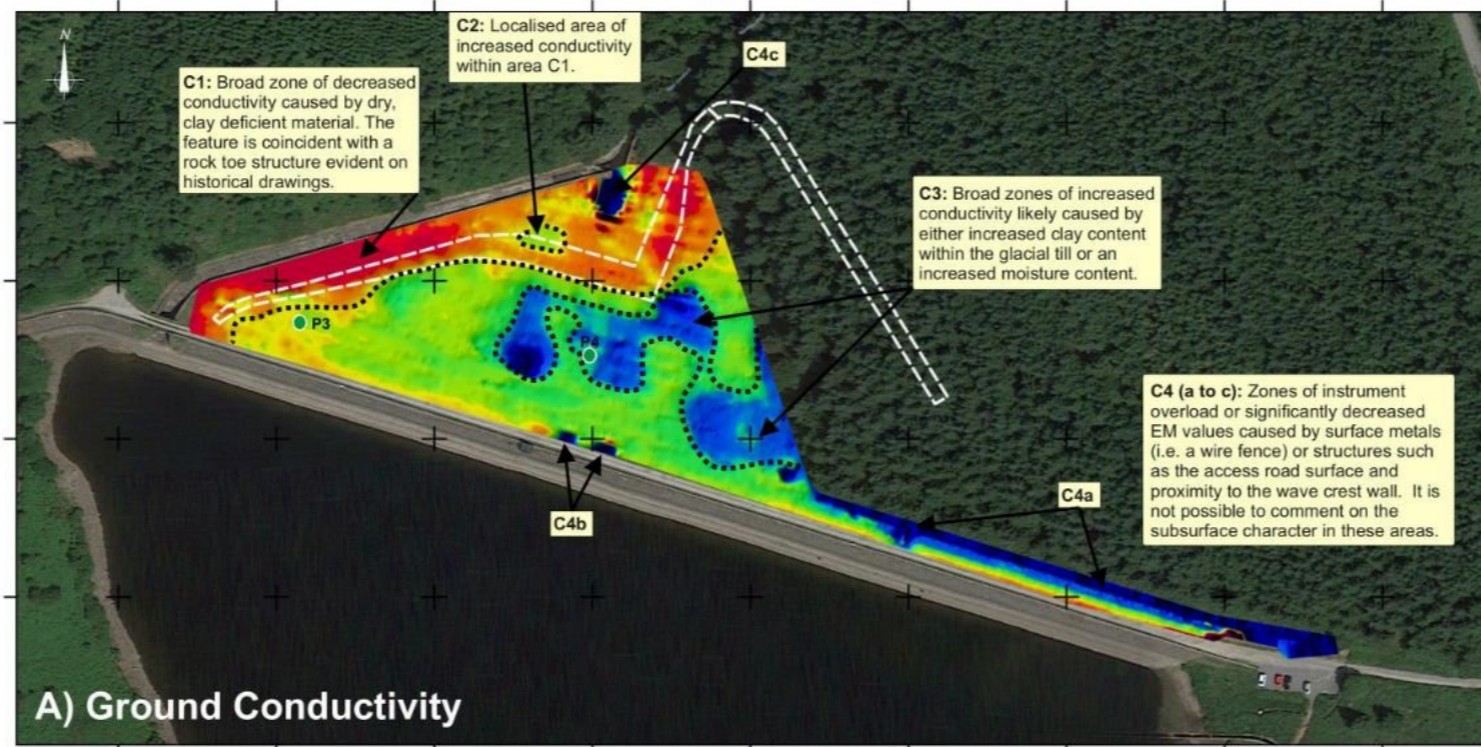 N
C1: Broad zone of decreased
conductivity caused by dry,
clay deficient material. The
feature is coincident with a
rock toe structure evident on
historical drawings.
C2: Localised area of
increased conductivity
within area C1.
C4c
C3: Broad zones of increased
conductivity likely caused by
either increased clay content
within the glacial till or an
increased moisture content.
P3
P4
C4 (a to c): Zones of instrument
overload or significantly decreased
EM values caused by surface metals
(i.e. a wire fence) or structures such
as the access road surface and
proximity to the wave crest wall. It is
not possible to comment on the
subsurface character in these areas.
C4a
C4b
A) Ground Conductivity